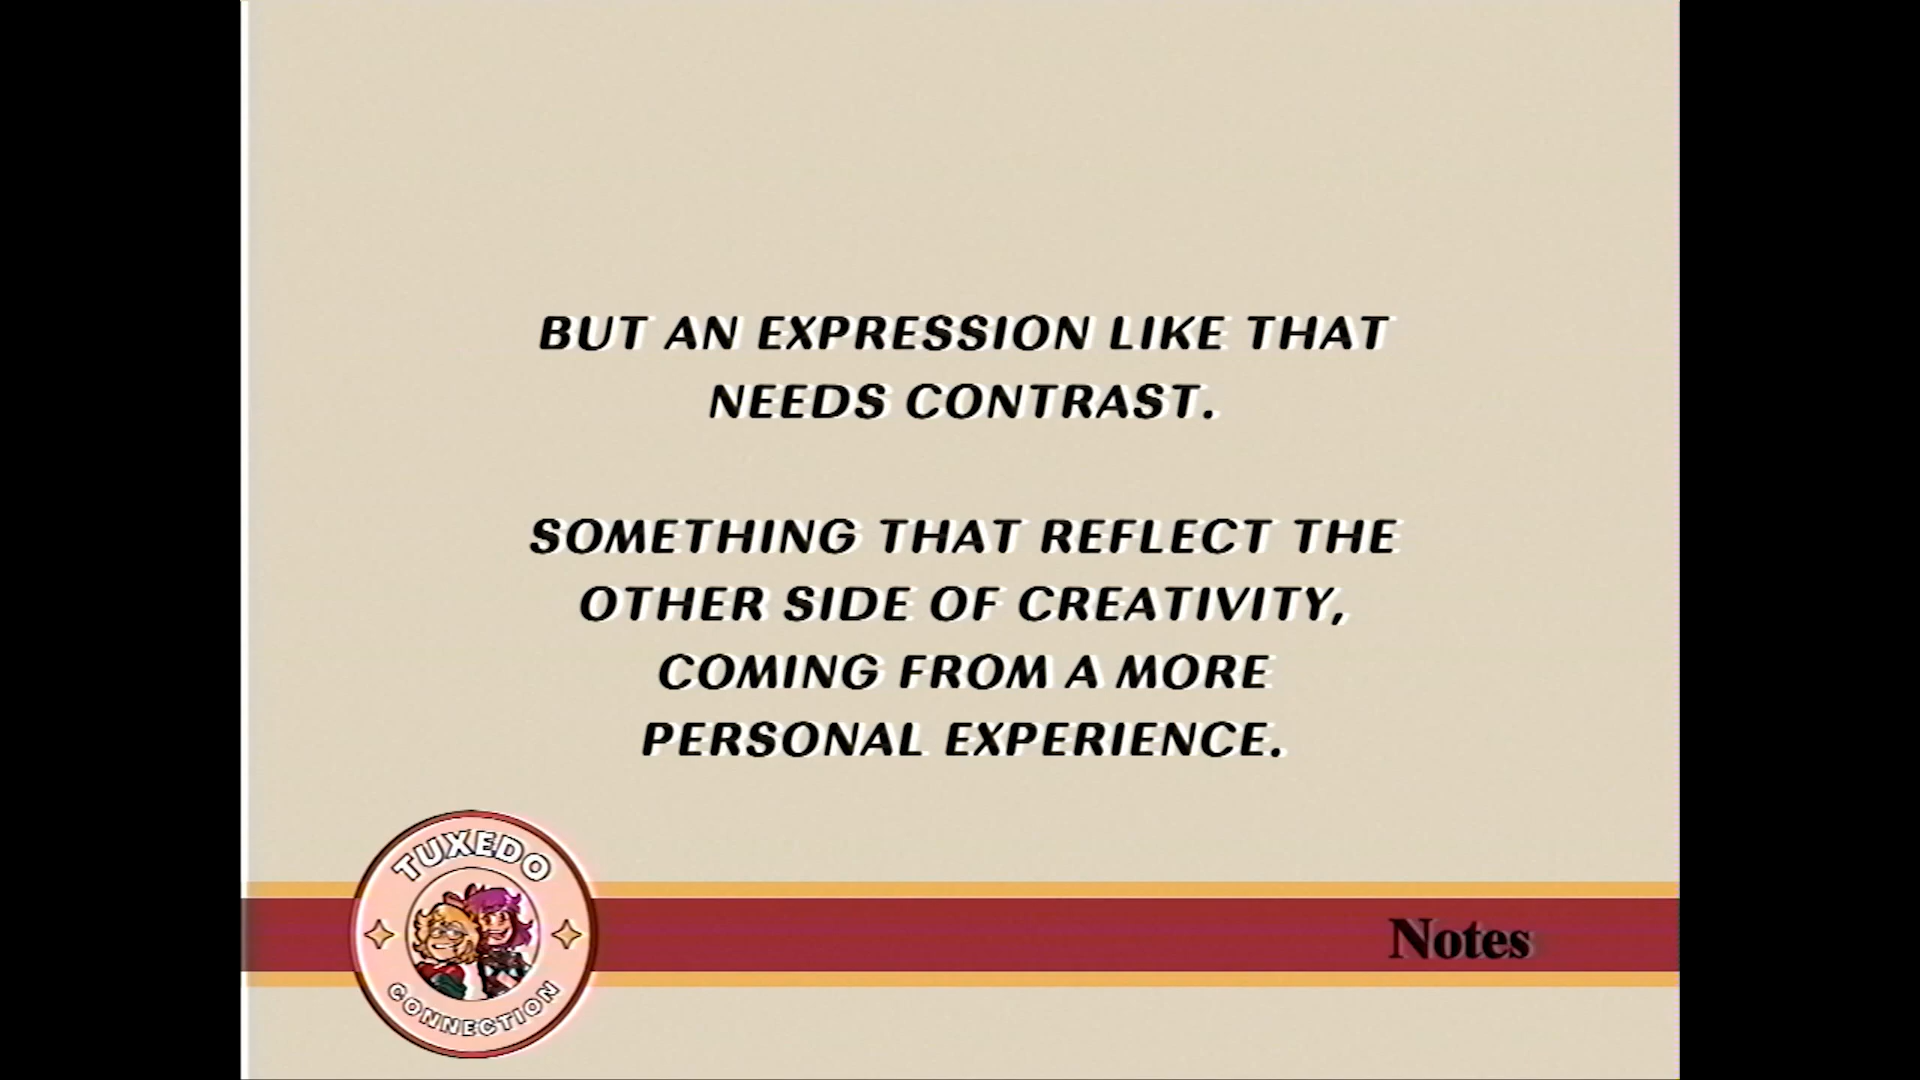 BUT AN EXPRESSION LIKE THAT
NEEDS CONTRAST.
SOMETHING THAT REFLECT THE
OTHER SIDE OF CREATIVITY,
COMING FROM A MORE
PERSONAL EXPERIENCE.
TUXEDO
CONNECTION
Notes